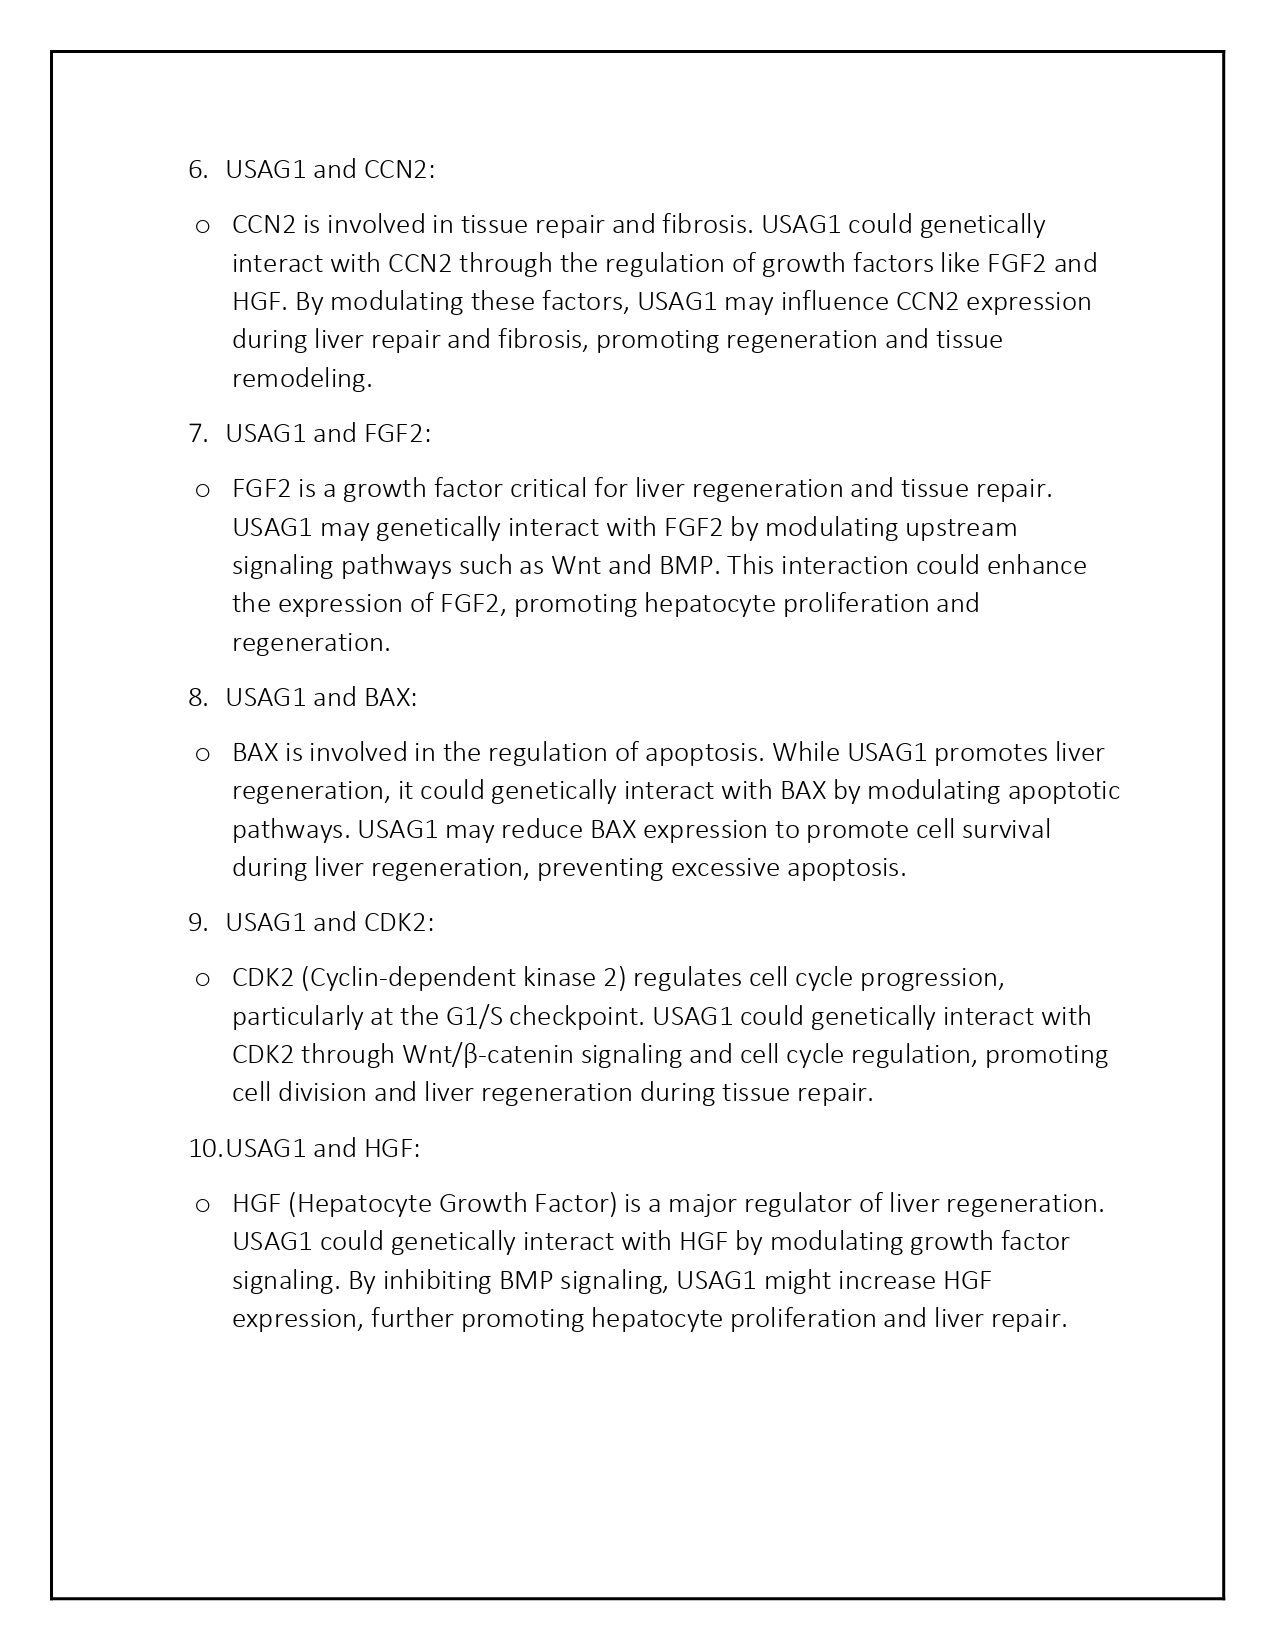 6. USAG1 and CCN2:
o CCN2 is involved in tissue repair and fibrosis. USAG1 could genetically
interact with CCN2 through the regulation of growth factors like FGF2 and
HGF. By modulating these factors, USAG1 may influence CCN2 expression
during liver repair and fibrosis, promoting regeneration and tissue
remodeling.
7. USAG1 and FGF2:
o FGF2 is a growth factor critical for liver regeneration and tissue repair.
USAG1 may genetically interact with FGF2 by modulating upstream
signaling pathways such as Wnt and BMP. This interaction could enhance
the expression of FGF2, promoting hepatocyte proliferation and
regeneration.
8. USAG1 and BAX:
o BAX is involved in the regulation of apoptosis. While USAG1 promotes liver
regeneration, it could genetically interact with BAX by modulating apoptotic
pathways. USAG1 may reduce BAX expression to promote cell survival
during liver regeneration, preventing excessive apoptosis.
9. USAG1 and CDK2:
o CDK2 (Cyclin-dependent kinase 2) regulates cell cycle progression,
particularly at the G1/S checkpoint. USAG1 could genetically interact with
CDK2 through Wnt/β-catenin signaling and cell cycle regulation, promoting
cell division and liver regeneration during tissue repair.
10.USAG1 and HGF:
o HGF (Hepatocyte Growth Factor) is a major regulator of liver regeneration.
USAG1 could genetically interact with HGF by modulating growth factor
signaling. By inhibiting BMP signaling, USAG1 might increase HGF
expression, further promoting hepatocyte proliferation and liver repair.